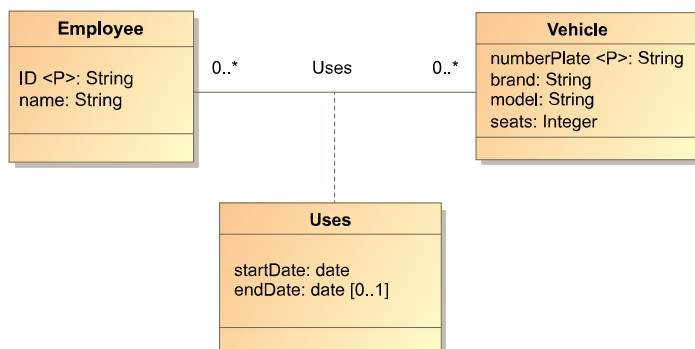 Employee
ID <P>: String
name: String
0..*
Uses
0..*
Vehicle
numberPlate <P>: String
brand: String
model: String
seats: Integer
Uses
startDate: date
endDate: date [0..1]